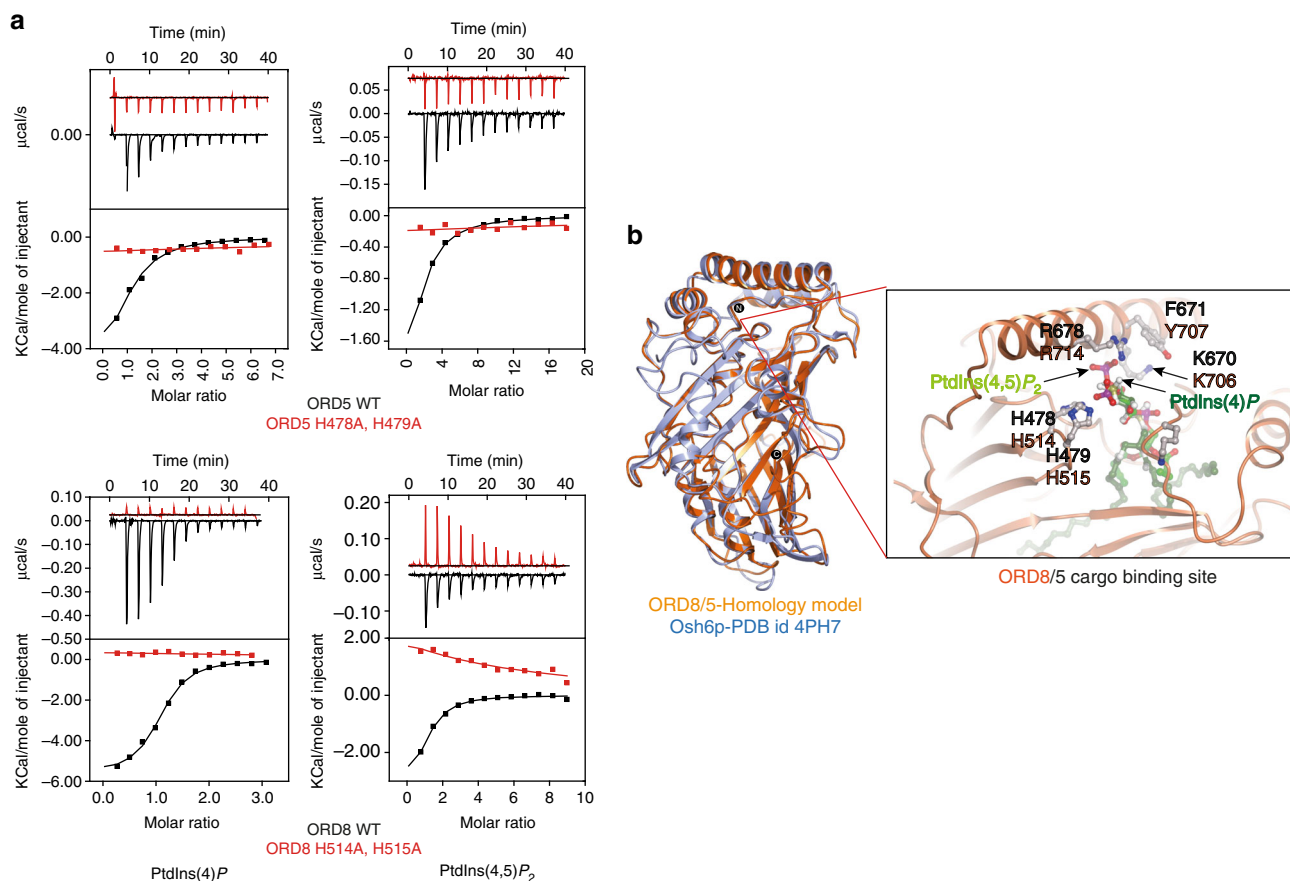 a
Time (min)
0 10 20 30 40
µcal/s
0.00
KCal/mole of injectant
0.00
−2.00
−4.00
0.0 1.0 2.0 3.0 4.0 5.0 6.0 7.0
Molar ratio
Time (min)
0 10 20 30 40
µcal/s
0.05
0.00
−0.05
−0.10
−0.15
KCal/mole of injectant
0.00
−0.40
−0.80
−1.20
−1.60
0 4 8 12 16 20
Molar ratio
ORD5 WT
ORD5 H478A, H479A
Time (min)
0 10 20 30 40
µcal/s
0.10
0.00
−0.10
−0.20
−0.30
−0.40
−0.50
KCal/mole of injectant
0.00
−2.00
−4.00
−6.00
0.0 1.0 2.0 3.0
Molar ratio
Time (min)
0 10 20 30 40
µcal/s
0.20
0.10
0.00
−0.10
KCal/mole of injectant
2.00
0.00
−2.00
0 2 4 6 8 10
Molar ratio
ORD8 WT
ORD8 H514A, H515A
PtdIns(4)P
PtdIns(4,5)P2
b
N
C
ORD8/5-Homology model
Osh6p-PDB id 4PH7
F671
Y707
R678
R714
K670
K706
PtdIns(4,5)P2
PtdIns(4)P
H478
H514
H479
H515
ORD8/5 cargo binding site